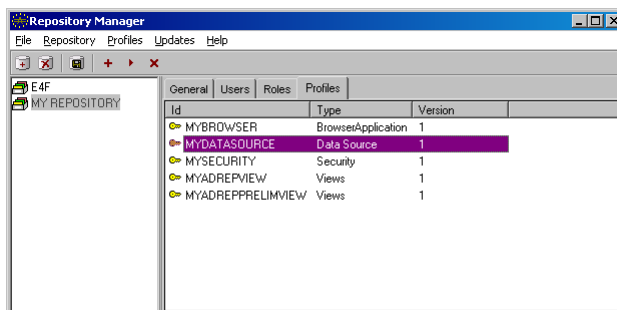 Repository Manager
File Repository Profiles Updates Help
E4F
MY REPOSITORY
General Users Roles Profiles
Id Type Version
MYBROWSER BrowserApplication 1
MYDATASOURCE Data Source 1
MYSECURITY Security 1
MYADREPVIEW Views 1
MYADREPPRELIMVIEW Views 1